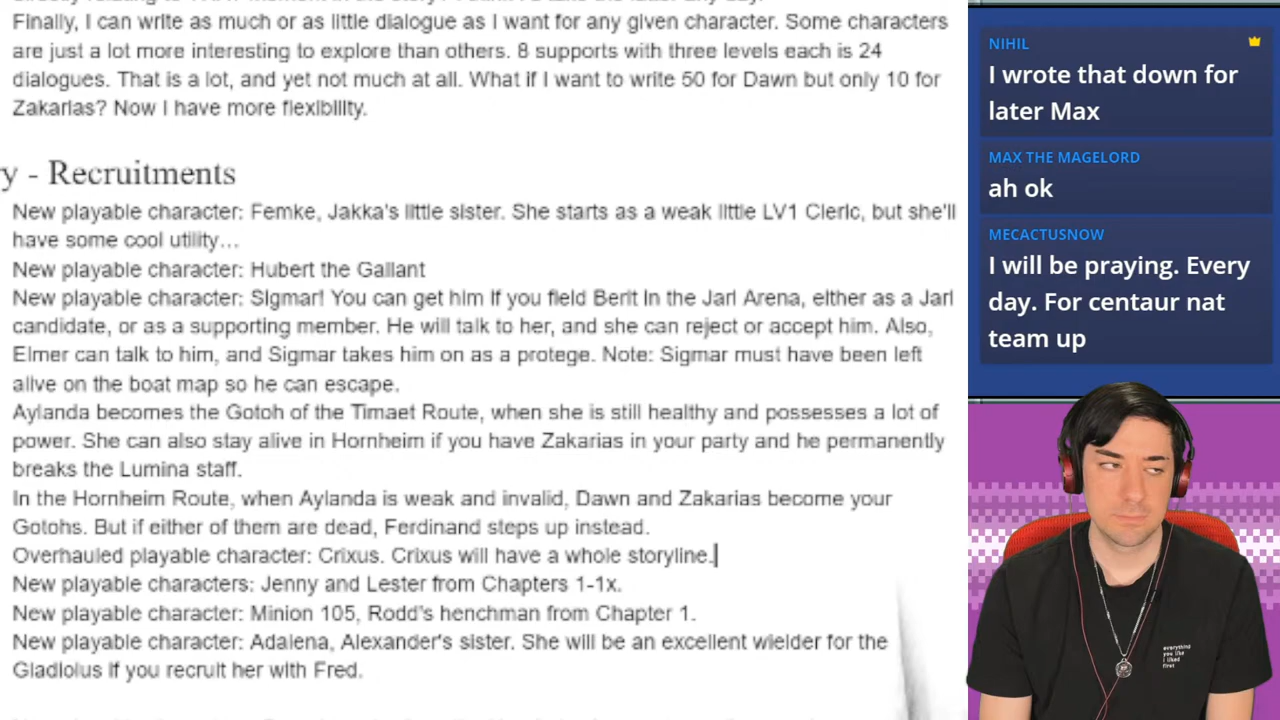 Finally, I can write as much or as little dialogue as I want for any given character. Some characters
are just a lot more interesting to explore than others. 8 supports with three levels each is 24
dialogues. That is a lot, and yet not much at all. What if I want to write 50 for Dawn but only 10 for
Zakarias? Now I have more flexibility.
y - Recruitments
New playable character: Femke, Jakka's little sister. She starts as a weak little LV1 Cleric, but she'll
have some cool utility...
New playable character: Hubert the Gallant
New playable character: Sigmar! You can get him if you field Berit in the Jarl Arena, either as a Jarl
candidate, or as a supporting member. He will talk to her, and she can reject or accept him. Also,
Elmer can talk to him, and Sigmar takes him on as a protege. Note: Sigmar must have been left
alive on the boat map so he can escape.
Aylanda becomes the Gotoh of the Timaet Route, when she is still healthy and possesses a lot of
power. She can also stay alive in Hornheim if you have Zakarias in your party and he permanently
breaks the Lumina staff.
In the Hornheim Route, when Aylanda is weak and invalid, Dawn and Zakarias become your
Gotohs. But if either of them are dead, Ferdinand steps up instead.
Overhauled playable character: Crixus. Crixus will have a whole storyline.
New playable characters: Jenny and Lester from Chapters 1-1x.
New playable character: Minion 105, Rodd's henchman from Chapter 1.
New playable character: Adalena, Alexander's sister. She will be an excellent wielder for the
Gladiolus if you recruit her with Fred.
NIHIL
I wrote that down for
later Max
MAX THE MAGELORD
ah ok
MECACTUSNOW
I will be praying. Every
day. For centaur nat
team up
everything
you like
i liked
first